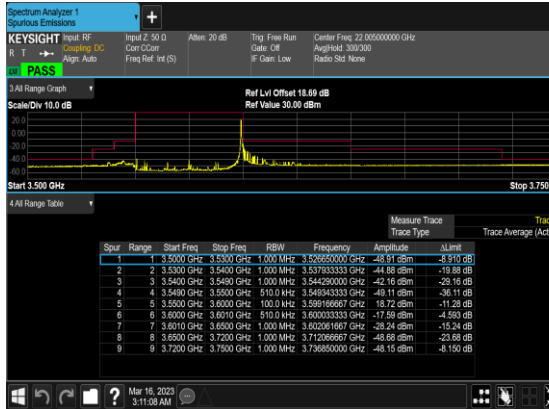 Spectrum Analyzer 1
Spurious Emissions
KEYSIGHT Input: RF Input Z: 50 Ω Atten: 20 dB Trig: Free Run Center Freq: 22.005000000 GHz
R T Coupling: DC Corr CCorr Gate: Off Avg|Hold: 300/300
Align: Auto Freq Ref: Int (S) IF Gain: Low Radio Std: None
PASS
3 All Range Graph Ref Lvl Offset 18.69 dB
Scale/Div 10.0 dB Ref Value 30.00 dBm
20.0
0.00
-20.0
-40.0
-60.0
Start 3.500 GHz Stop 3.750
4 All Range Table
Measure Trace Trac
Trace Type Trace Average (Act
Spur Range Start Freq Stop Freq RBW Frequency Amplitude ΔLimit
1 1 3.5000 GHz 3.5300 GHz 1.000 MHz 3.526650000 GHz -48.91 dBm -8.910 dB
2 2 3.5300 GHz 3.5400 GHz 1.000 MHz 3.537933333 GHz -44.88 dBm -19.88 dB
3 3 3.5400 GHz 3.5490 GHz 1.000 MHz 3.544290000 GHz -42.16 dBm -29.16 dB
4 4 3.5490 GHz 3.5500 GHz 510.0 kHz 3.549343333 GHz -49.11 dBm -36.11 dB
5 5 3.5500 GHz 3.6000 GHz 100.0 kHz 3.599166667 GHz 18.72 dBm -11.28 dB
6 6 3.6000 GHz 3.6010 GHz 510.0 kHz 3.600033333 GHz -17.59 dBm -4.593 dB
7 7 3.6010 GHz 3.6500 GHz 1.000 MHz 3.602061667 GHz -28.24 dBm -15.24 dB
8 8 3.6500 GHz 3.7200 GHz 1.000 MHz 3.712066667 GHz -48.68 dBm -23.68 dB
9 9 3.7200 GHz 3.7500 GHz 1.000 MHz 3.736850000 GHz -48.15 dBm -8.150 dB
Mar 16, 2023
3:11:08 AM